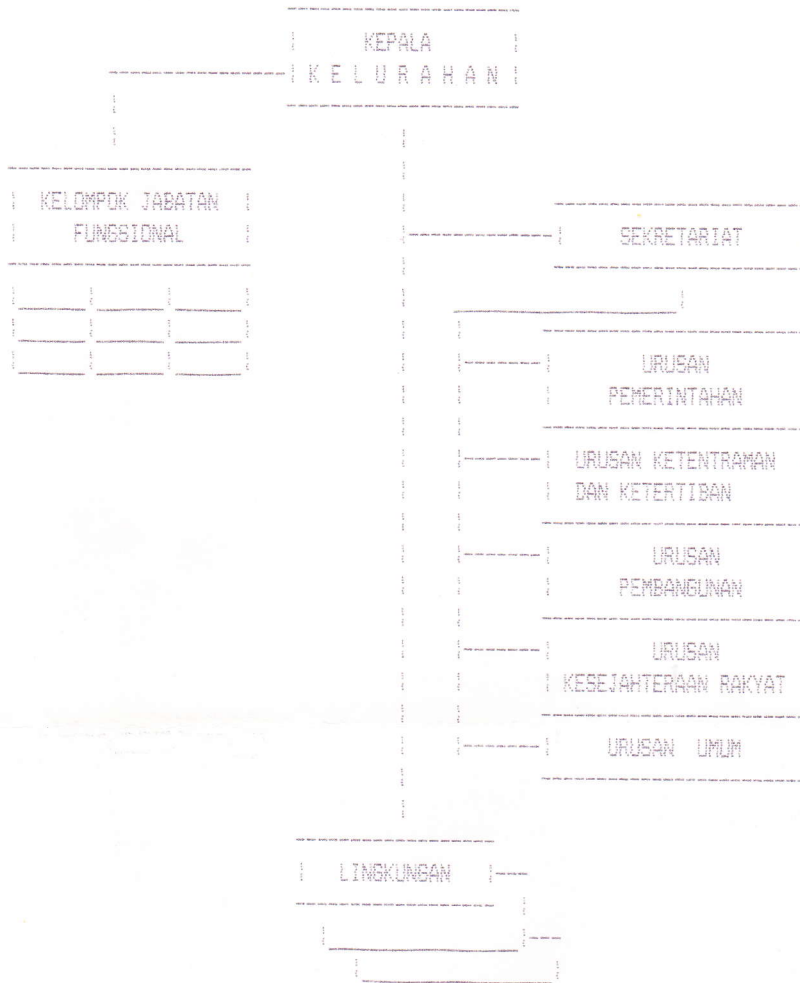 KEPALA
K E L U R A H A N
KELOMPOK JABATAN
FUNGSIONAL
SEKRETARIAT
URUSAN
PEMERINTAHAN
URUSAN KETENTRAMAN
DAN KETERTIBAN
URUSAN
PEMBANGUNAN
URUSAN
KESEJAHTERAAN RAKYAT
URUSAN UMUM
LINGKUNGAN